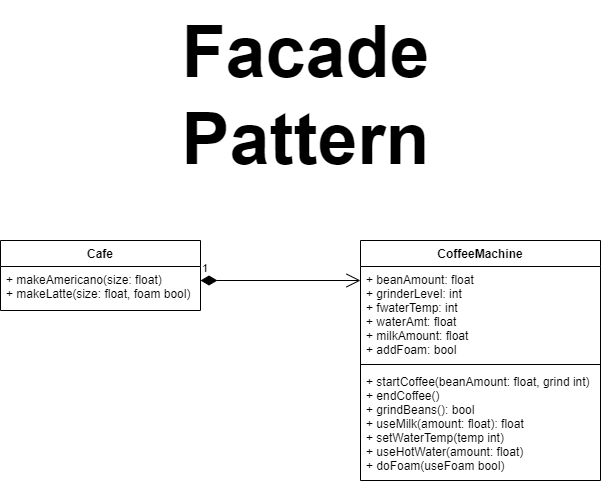 Facade
Pattern
Cafe
+ makeAmericano(size: float)
+ makeLatte(size: float, foam bool)
1
CoffeeMachine
+ beanAmount: float
+ grinderLevel: int
+ fwaterTemp: int
+ waterAmt: float
+ milkAmount: float
+ addFoam: bool
+ startCoffee(beanAmount: float, grind int)
+ endCoffee()
+ grindBeans(): bool
+ useMilk(amount: float): float
+ setWaterTemp(temp int)
+ useHotWater(amount: float)
+ doFoam(useFoam bool)